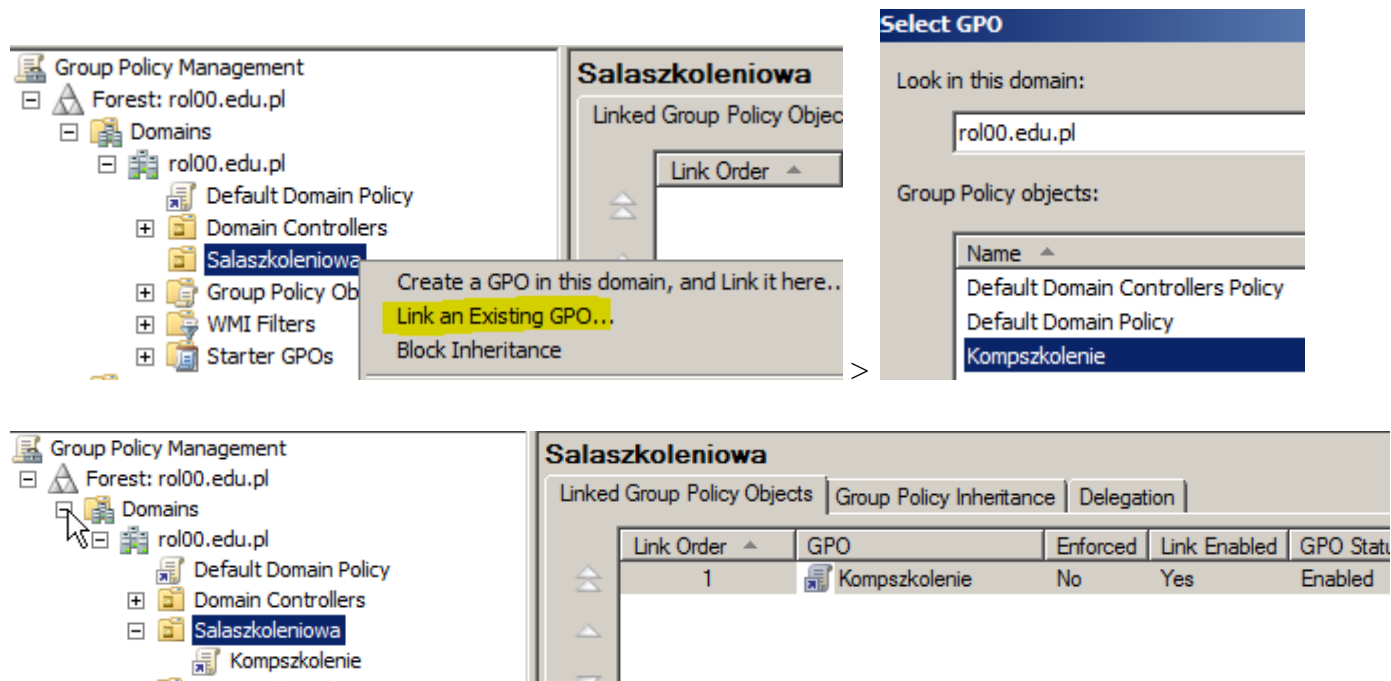 Group Policy Management
Forest: rol00.edu.pl
Domains
rol00.edu.pl
Default Domain Policy
Domain Controllers
Salaszkoleniowa
Group Policy Ob
WMI Filters
Starter GPOs
Salaszkoleniowa
Linked Group Policy Objec
Link Order
Create a GPO in this domain, and Link it here..
Link an Existing GPO...
Block Inheritance
>
Select GPO
Look in this domain:
rol00.edu.pl
Group Policy objects:
Name
Default Domain Controllers Policy
Default Domain Policy
Kompszkolenie
Group Policy Management
Forest: rol00.edu.pl
Domains
rol00.edu.pl
Default Domain Policy
Domain Controllers
Salaszkoleniowa
Kompszkolenie
Salaszkoleniowa
Linked Group Policy Objects Group Policy Inheritance Delegation
Link Order GPO Enforced Link Enabled GPO Statu
1 Kompszkolenie No Yes Enabled